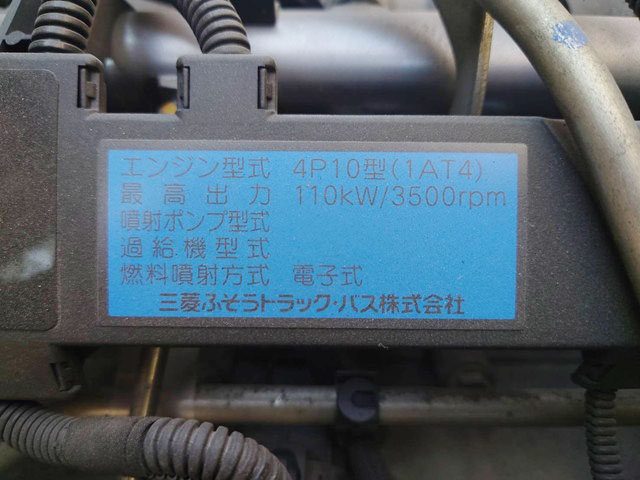 エンジン型式 4P10型(1AT4)
最高出力 110kW/3500rpm
噴射ポンプ型式
過給機型式
燃料噴射方式 電子式
三菱ふそうトラック・バス株式会社